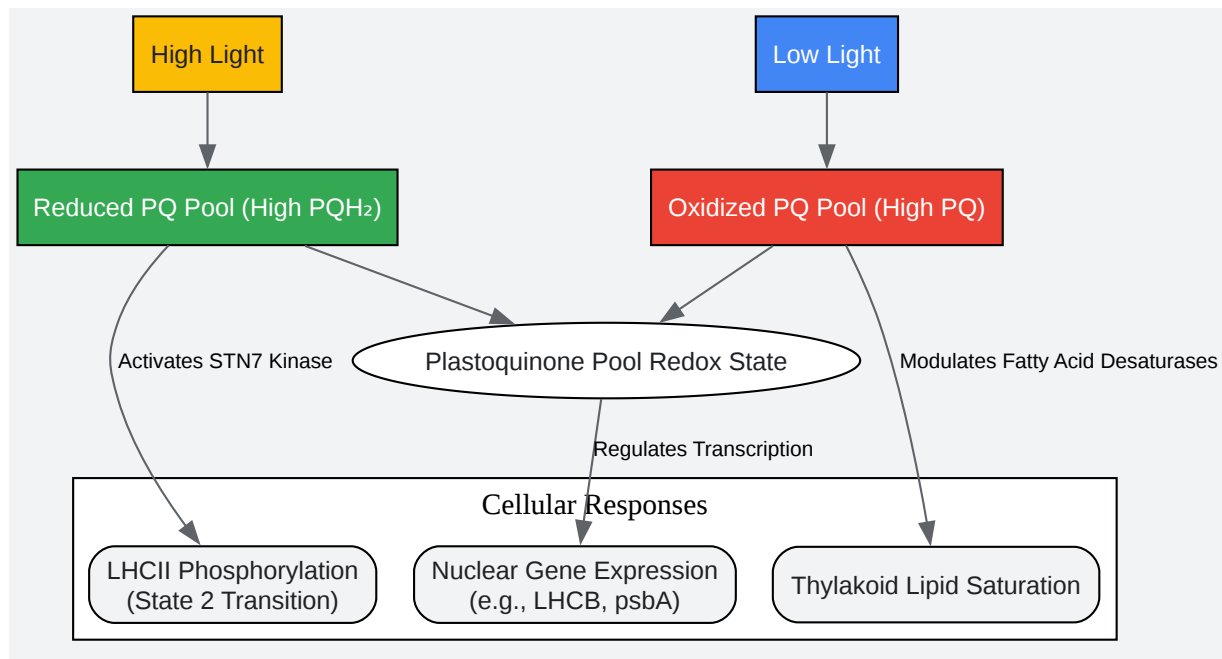 High Light
Low Light
Reduced PQ Pool (High PQH₂)
Oxidized PQ Pool (High PQ)
Activates STN7 Kinase
Plastoquinone Pool Redox State
Modulates Fatty Acid Desaturases
Regulates Transcription
Cellular Responses
LHCII Phosphorylation
(State 2 Transition)
Nuclear Gene Expression
(e.g., LHCB, psbA)
Thylakoid Lipid Saturation